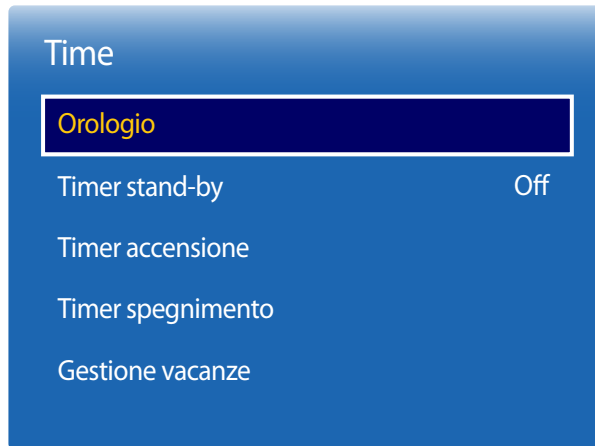 Time
Orologio
Timer stand-by Off
Timer accensione
Timer spegnimento
Gestione vacanze